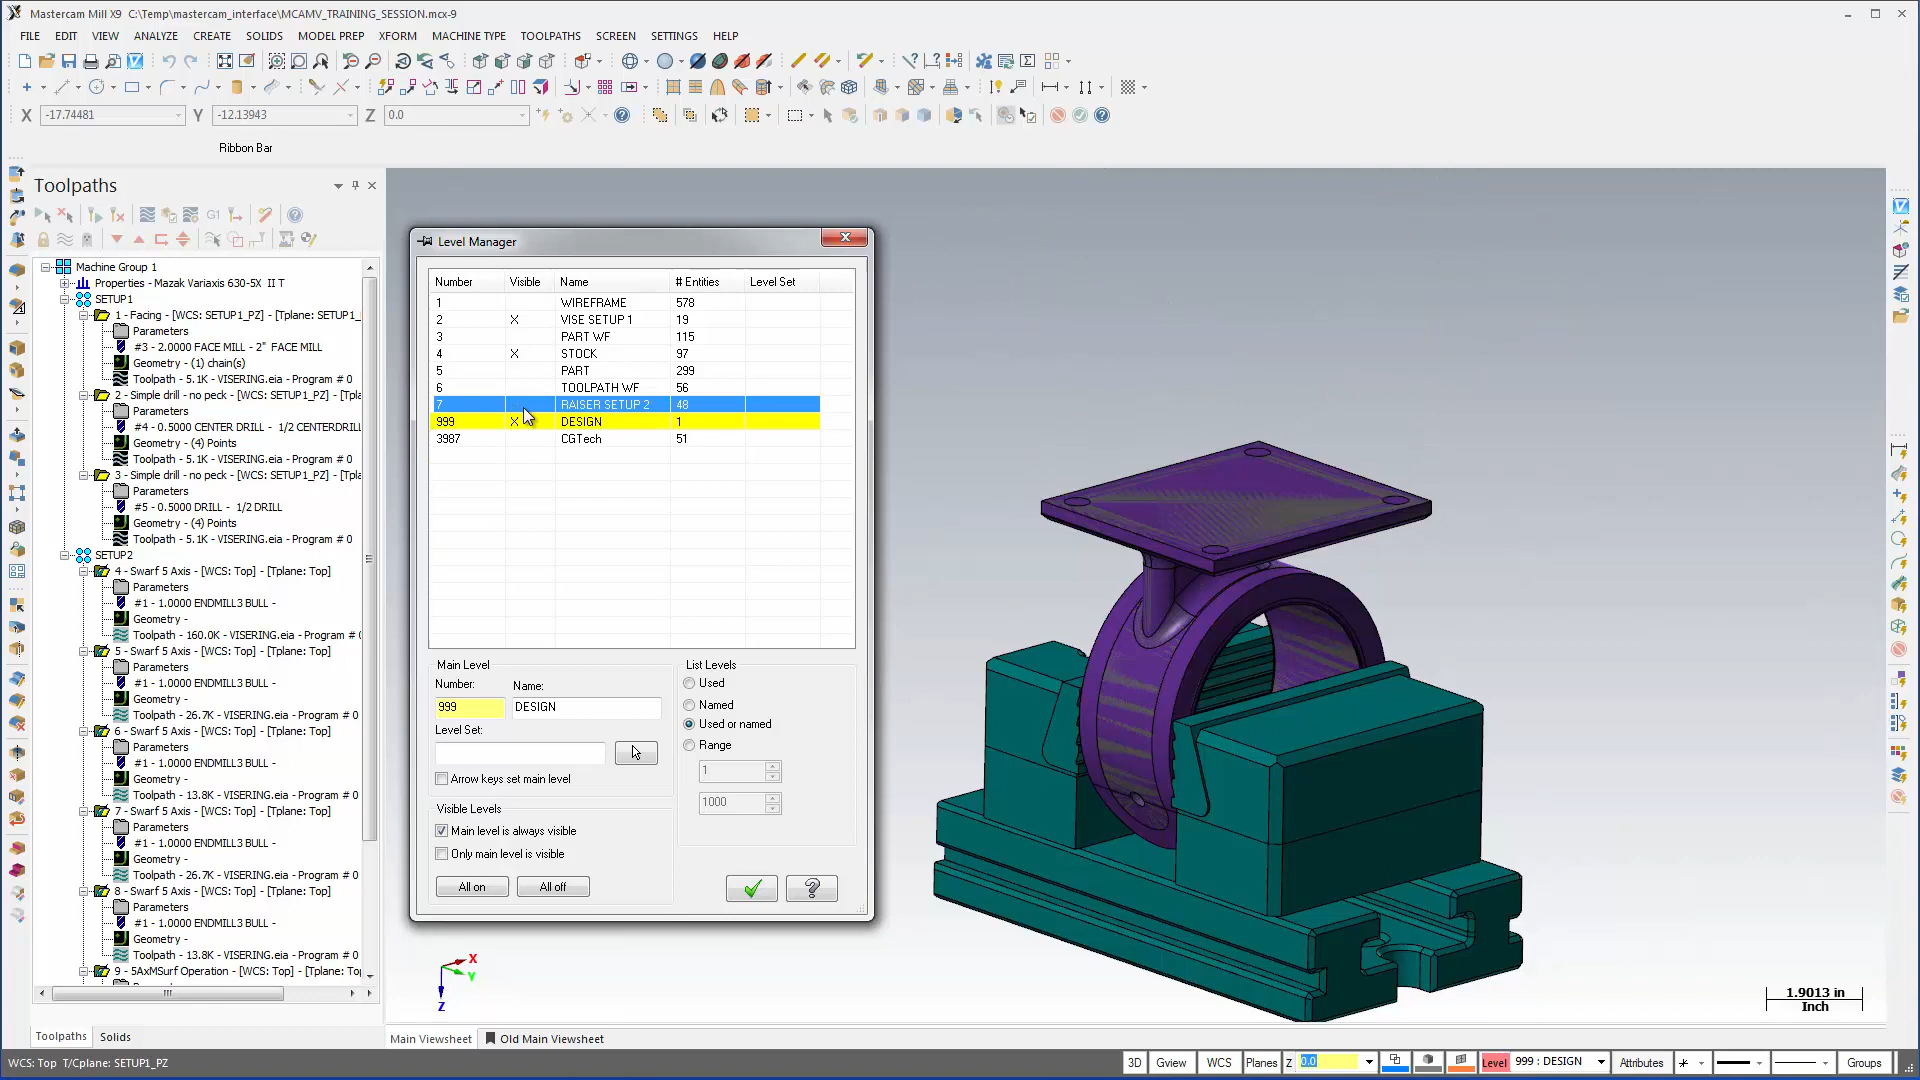 Mastercam Mill X9 C:\Temp\mastercam_interface\MCAMV_TRAINING_SESSION.mcx-9
FILE EDIT VIEW ANALYZE CREATE SOLIDS MODEL PREP XFORM MACHINE TYPE TOOLPATHS SCREEN SETTINGS HELP
X -17.74481 Y -12.13943 Z 0.0
Ribbon Bar
Toolpaths
G1
Machine Group 1
Properties - Mazak Variaxis 630-5X II T
SETUP1
1 - Facing - [WCS: SETUP1_PZ] - [Tplane: SETUP1_
Parameters
#3 - 2.0000 FACE MILL - 2" FACE MILL
Geometry - (1) chain(s)
Toolpath - 5.1K - VISERING.eia - Program # 0
2 - Simple drill - no peck - [WCS: SETUP1_PZ] - [Tpla
Parameters
#4 - 0.5000 CENTER DRILL - 1/2 CENTERDRILL
Geometry - (4) Points
Toolpath - 5.1K - VISERING.eia - Program # 0
3 - Simple drill - no peck - [WCS: SETUP1_PZ] - [Tpla
Parameters
#5 - 0.5000 DRILL - 1/2 DRILL
Geometry - (4) Points
Toolpath - 5.1K - VISERING.eia - Program # 0
SETUP2
4 - Swarf 5 Axis - [WCS: Top] - [Tplane: Top]
Parameters
#1 - 1.0000 ENDMILL3 BULL -
Geometry -
Toolpath - 160.0K - VISERING.eia - Program # 0
5 - Swarf 5 Axis - [WCS: Top] - [Tplane: Top]
Parameters
#1 - 1.0000 ENDMILL3 BULL -
Geometry -
Toolpath - 26.7K - VISERING.eia - Program # 0
6 - Swarf 5 Axis - [WCS: Top] - [Tplane: Top]
Parameters
#1 - 1.0000 ENDMILL3 BULL -
Geometry -
Toolpath - 13.8K - VISERING.eia - Program # 0
7 - Swarf 5 Axis - [WCS: Top] - [Tplane: Top]
Parameters
#1 - 1.0000 ENDMILL3 BULL -
Geometry -
Toolpath - 26.7K - VISERING.eia - Program # 0
8 - Swarf 5 Axis - [WCS: Top] - [Tplane: Top]
Parameters
#1 - 1.0000 ENDMILL3 BULL -
Geometry -
Toolpath - 13.8K - VISERING.eia - Program # 0
9 - 5AxMSurf Operation - [WCS: Top] - [Tplane: To
Toolpaths Solids
Level Manager
Number Visible Name # Entities Level Set
1 WIREFRAME 578
2 X VISE SETUP 1 19
3 PART WF 115
4 X STOCK 97
5 PART 299
6 TOOLPATH WF 56
7 RAISER SETUP 2 48
999 X DESIGN 1
3987 CGTech 51
Main Level
Number: Name:
999 DESIGN
Level Set:
Arrow keys set main level
Visible Levels
Main level is always visible
Only main level is visible
All on All off
List Levels
Used
Named
Used or named
Range
1
1000
X
Y
Z
1.9013 in
Inch
Main Viewsheet Old Main Viewsheet
WCS: Top T/Cplane: SETUP1_PZ
3D Gview WCS Planes Z 0.0 Level 999 : DESIGN Attributes Groups